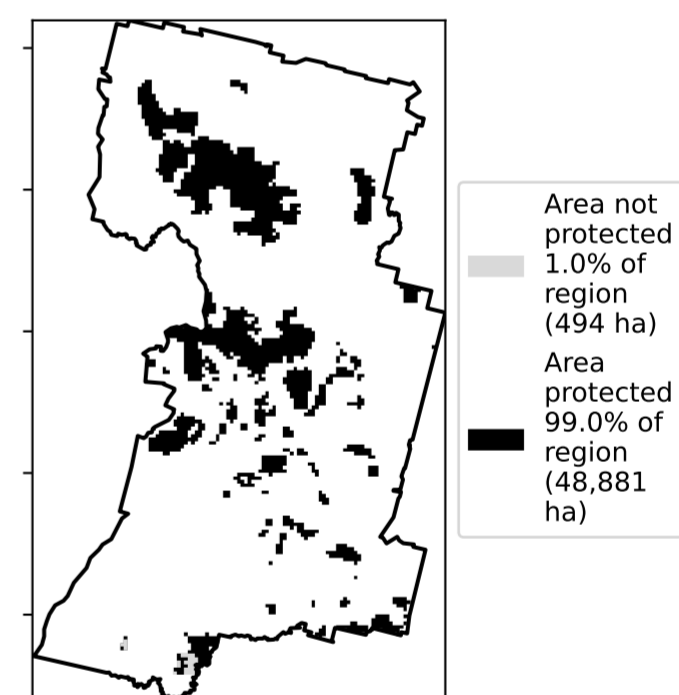 Area not
protected
1.0% of
region
(494 ha)
Area
protected
99.0% of
region
(48,881
ha)